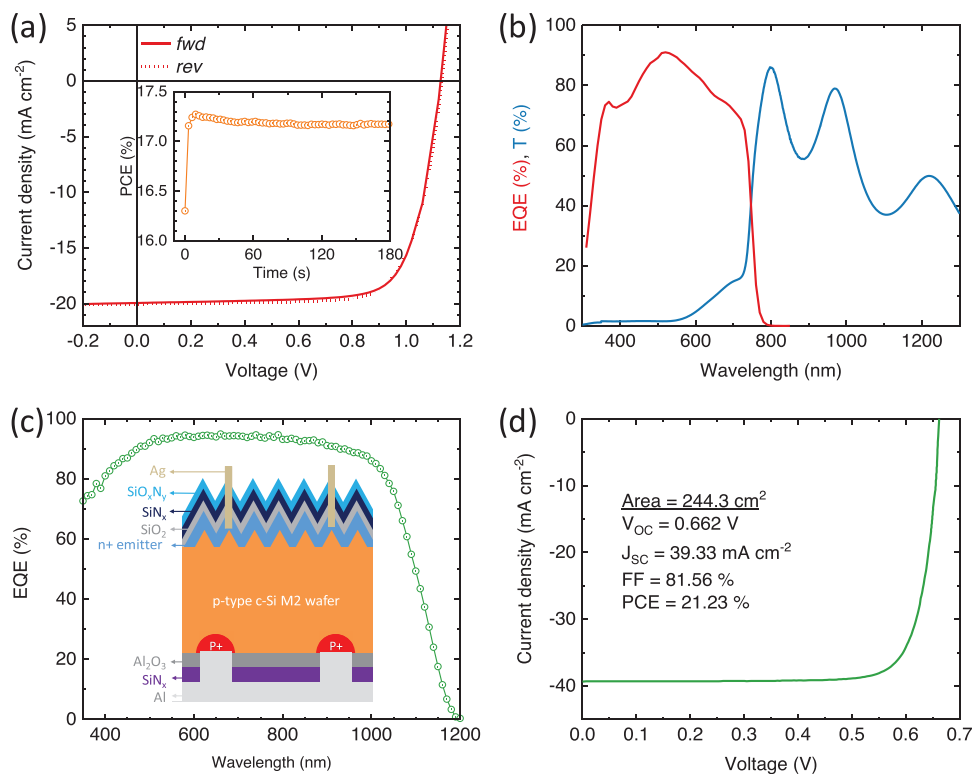 (a)
Current density (mA cm⁻²)
5
0
-5
-10
-15
-20
fwd
rev
PCE (%)
17.5
17.0
16.5
16.0
0 60 120 180
Time (s)
-0.2 0.0 0.2 0.4 0.6 0.8 1.0 1.2
Voltage (V)
(b)
EQE (%), T (%)
100
80
60
40
20
0
400 600 800 1000 1200
Wavelength (nm)
(c)
EQE (%)
100
80
60
40
20
0
Ag
SiOₓNᵧ
SiNₓ
SiO₂
n+ emitter
p-type c-Si M2 wafer
P+ P+
Al₂O₃
SiNₓ
Al
400 600 800 1000 1200
Wavelength (nm)
(d)
Current density (mA cm⁻²)
0
-10
-20
-30
-40
Area = 244.3 cm²
V_OC = 0.662 V
J_SC = 39.33 mA cm⁻²
FF = 81.56 %
PCE = 21.23 %
0.0 0.1 0.2 0.3 0.4 0.5 0.6 0.7
Voltage (V)